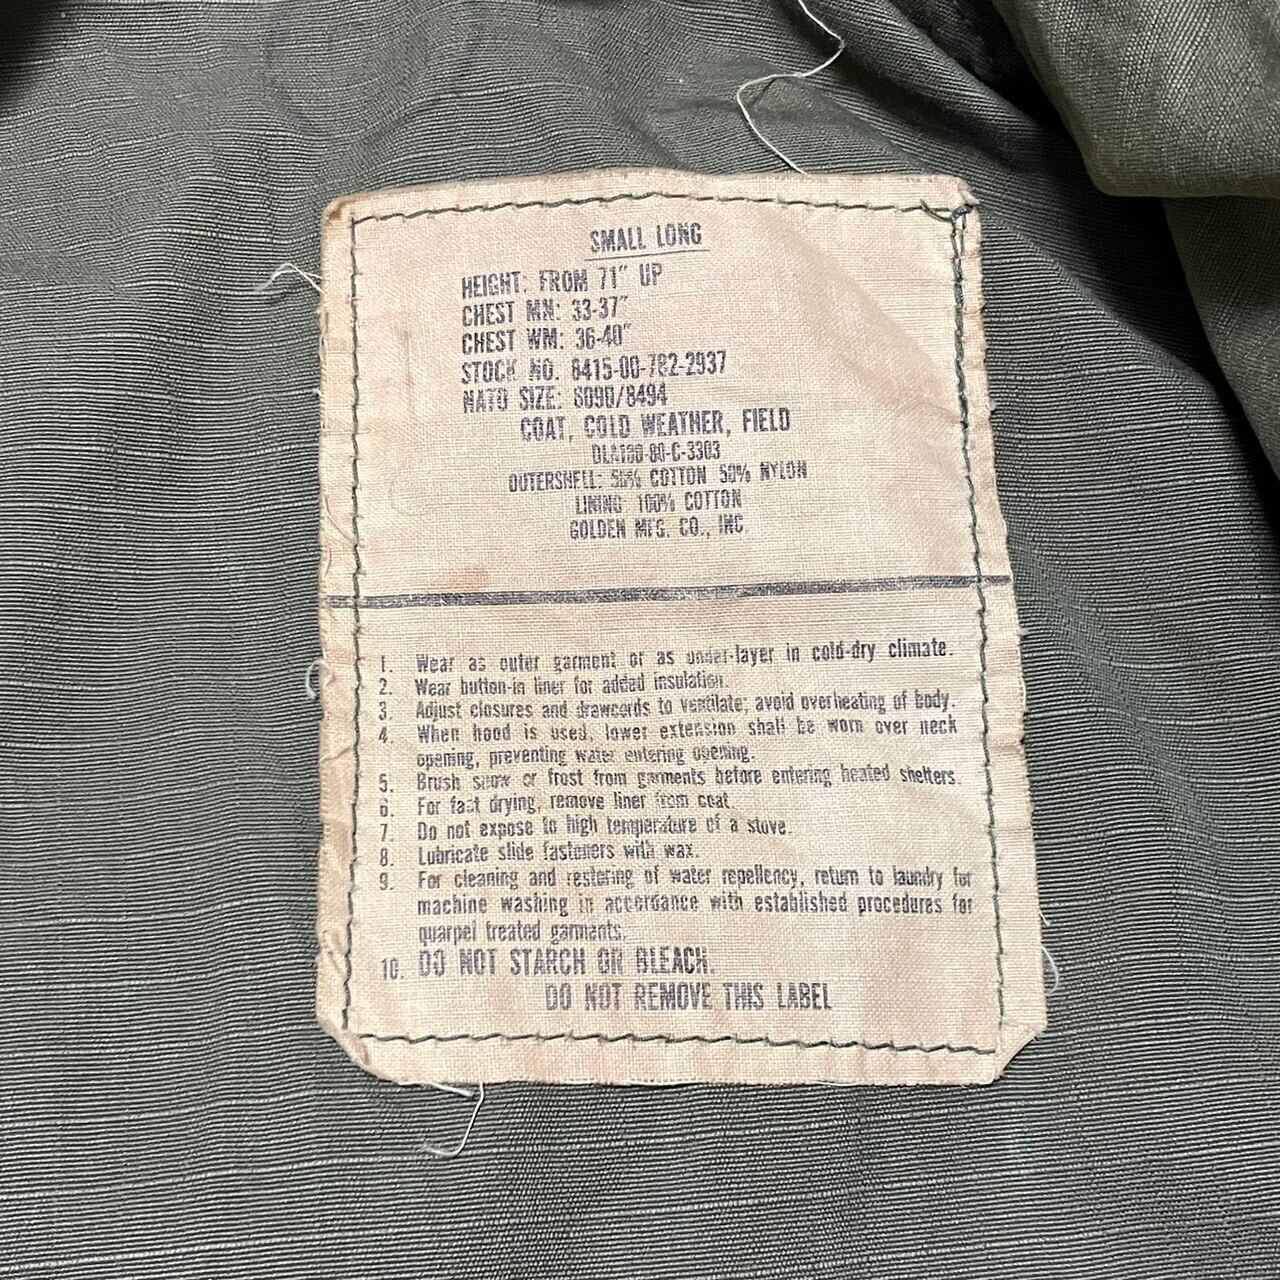 SMALL LONG
HEIGHT: FROM 71" UP
CHEST MN: 33-37"
CHEST WM: 36-40"
STOCK NO. 8415-00-782-2937
NATO SIZE: 8090/8494
COAT, COLD WEATHER, FIELD
DLA100-80-C-3303
OUTERSHELL: 50% COTTON 50% NYLON
LINING 100% COTTON
GOLDEN MFG. CO., INC.
1. Wear as outer garment or as under-layer in cold-dry climate.
2. Wear button-in liner for added insulation.
3. Adjust closures and drawcords to ventilate; avoid overheating of body.
4. When hood is used, lower extension shall be worn over neck
opening, preventing water entering opening.
5. Brush snow or frost from garments before entering heated shelters.
6. For fast drying, remove liner from coat.
7. Do not expose to high temperature of a stove.
8. Lubricate slide fasteners with wax.
9. For cleaning and restoring of water repellency, return to laundry for
machine washing in accordance with established procedures for
quarpel treated garments.
10. DO NOT STARCH OR BLEACH.
DO NOT REMOVE THIS LABEL